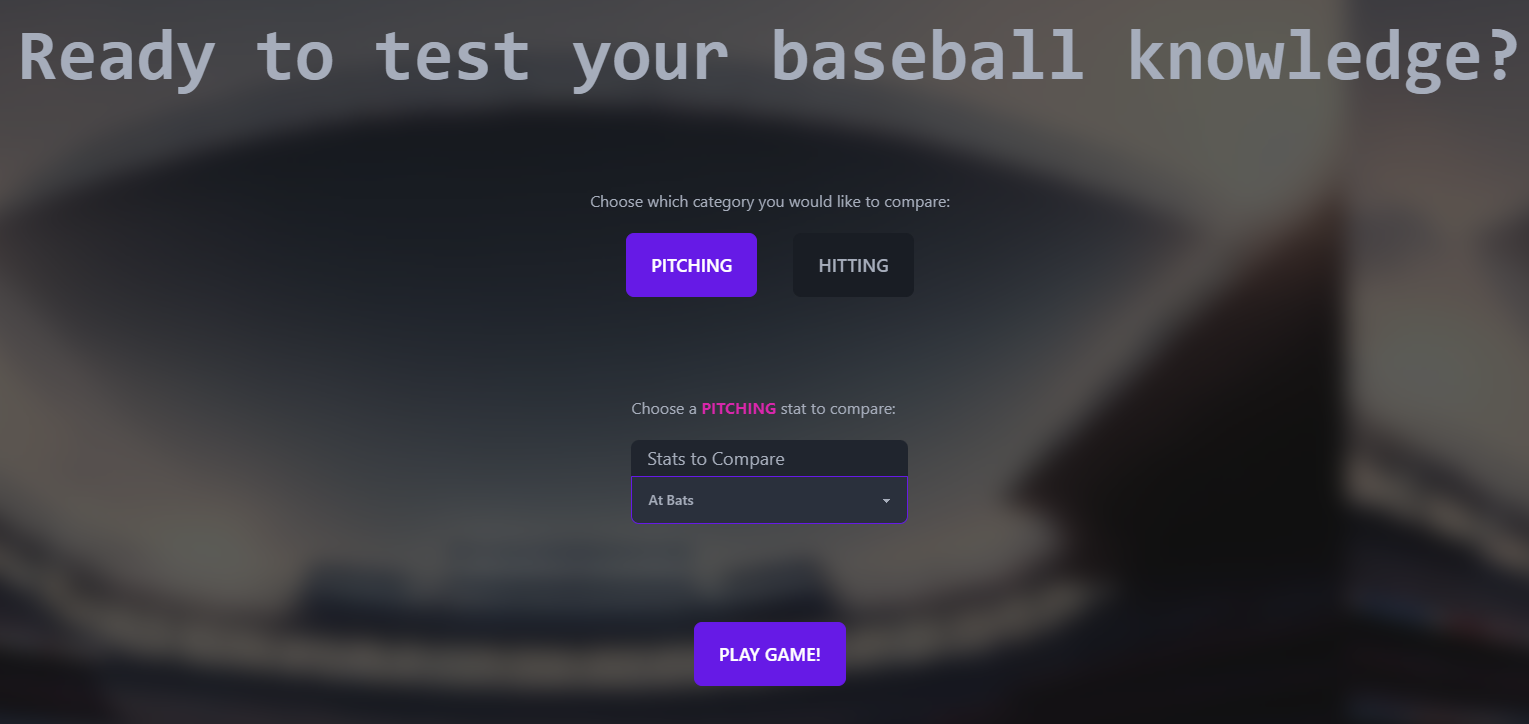 Ready to test your baseball knowledge?
Choose which category you would like to compare:
PITCHING HITTING
Choose a PITCHING stat to compare:
Stats to Compare
At Bats
PLAY GAME!